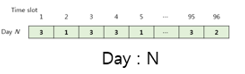 Time slot
1 2 3 4 5 ... 95 96
Day N 3 1 3 3 1 ... 3 2
Day : N